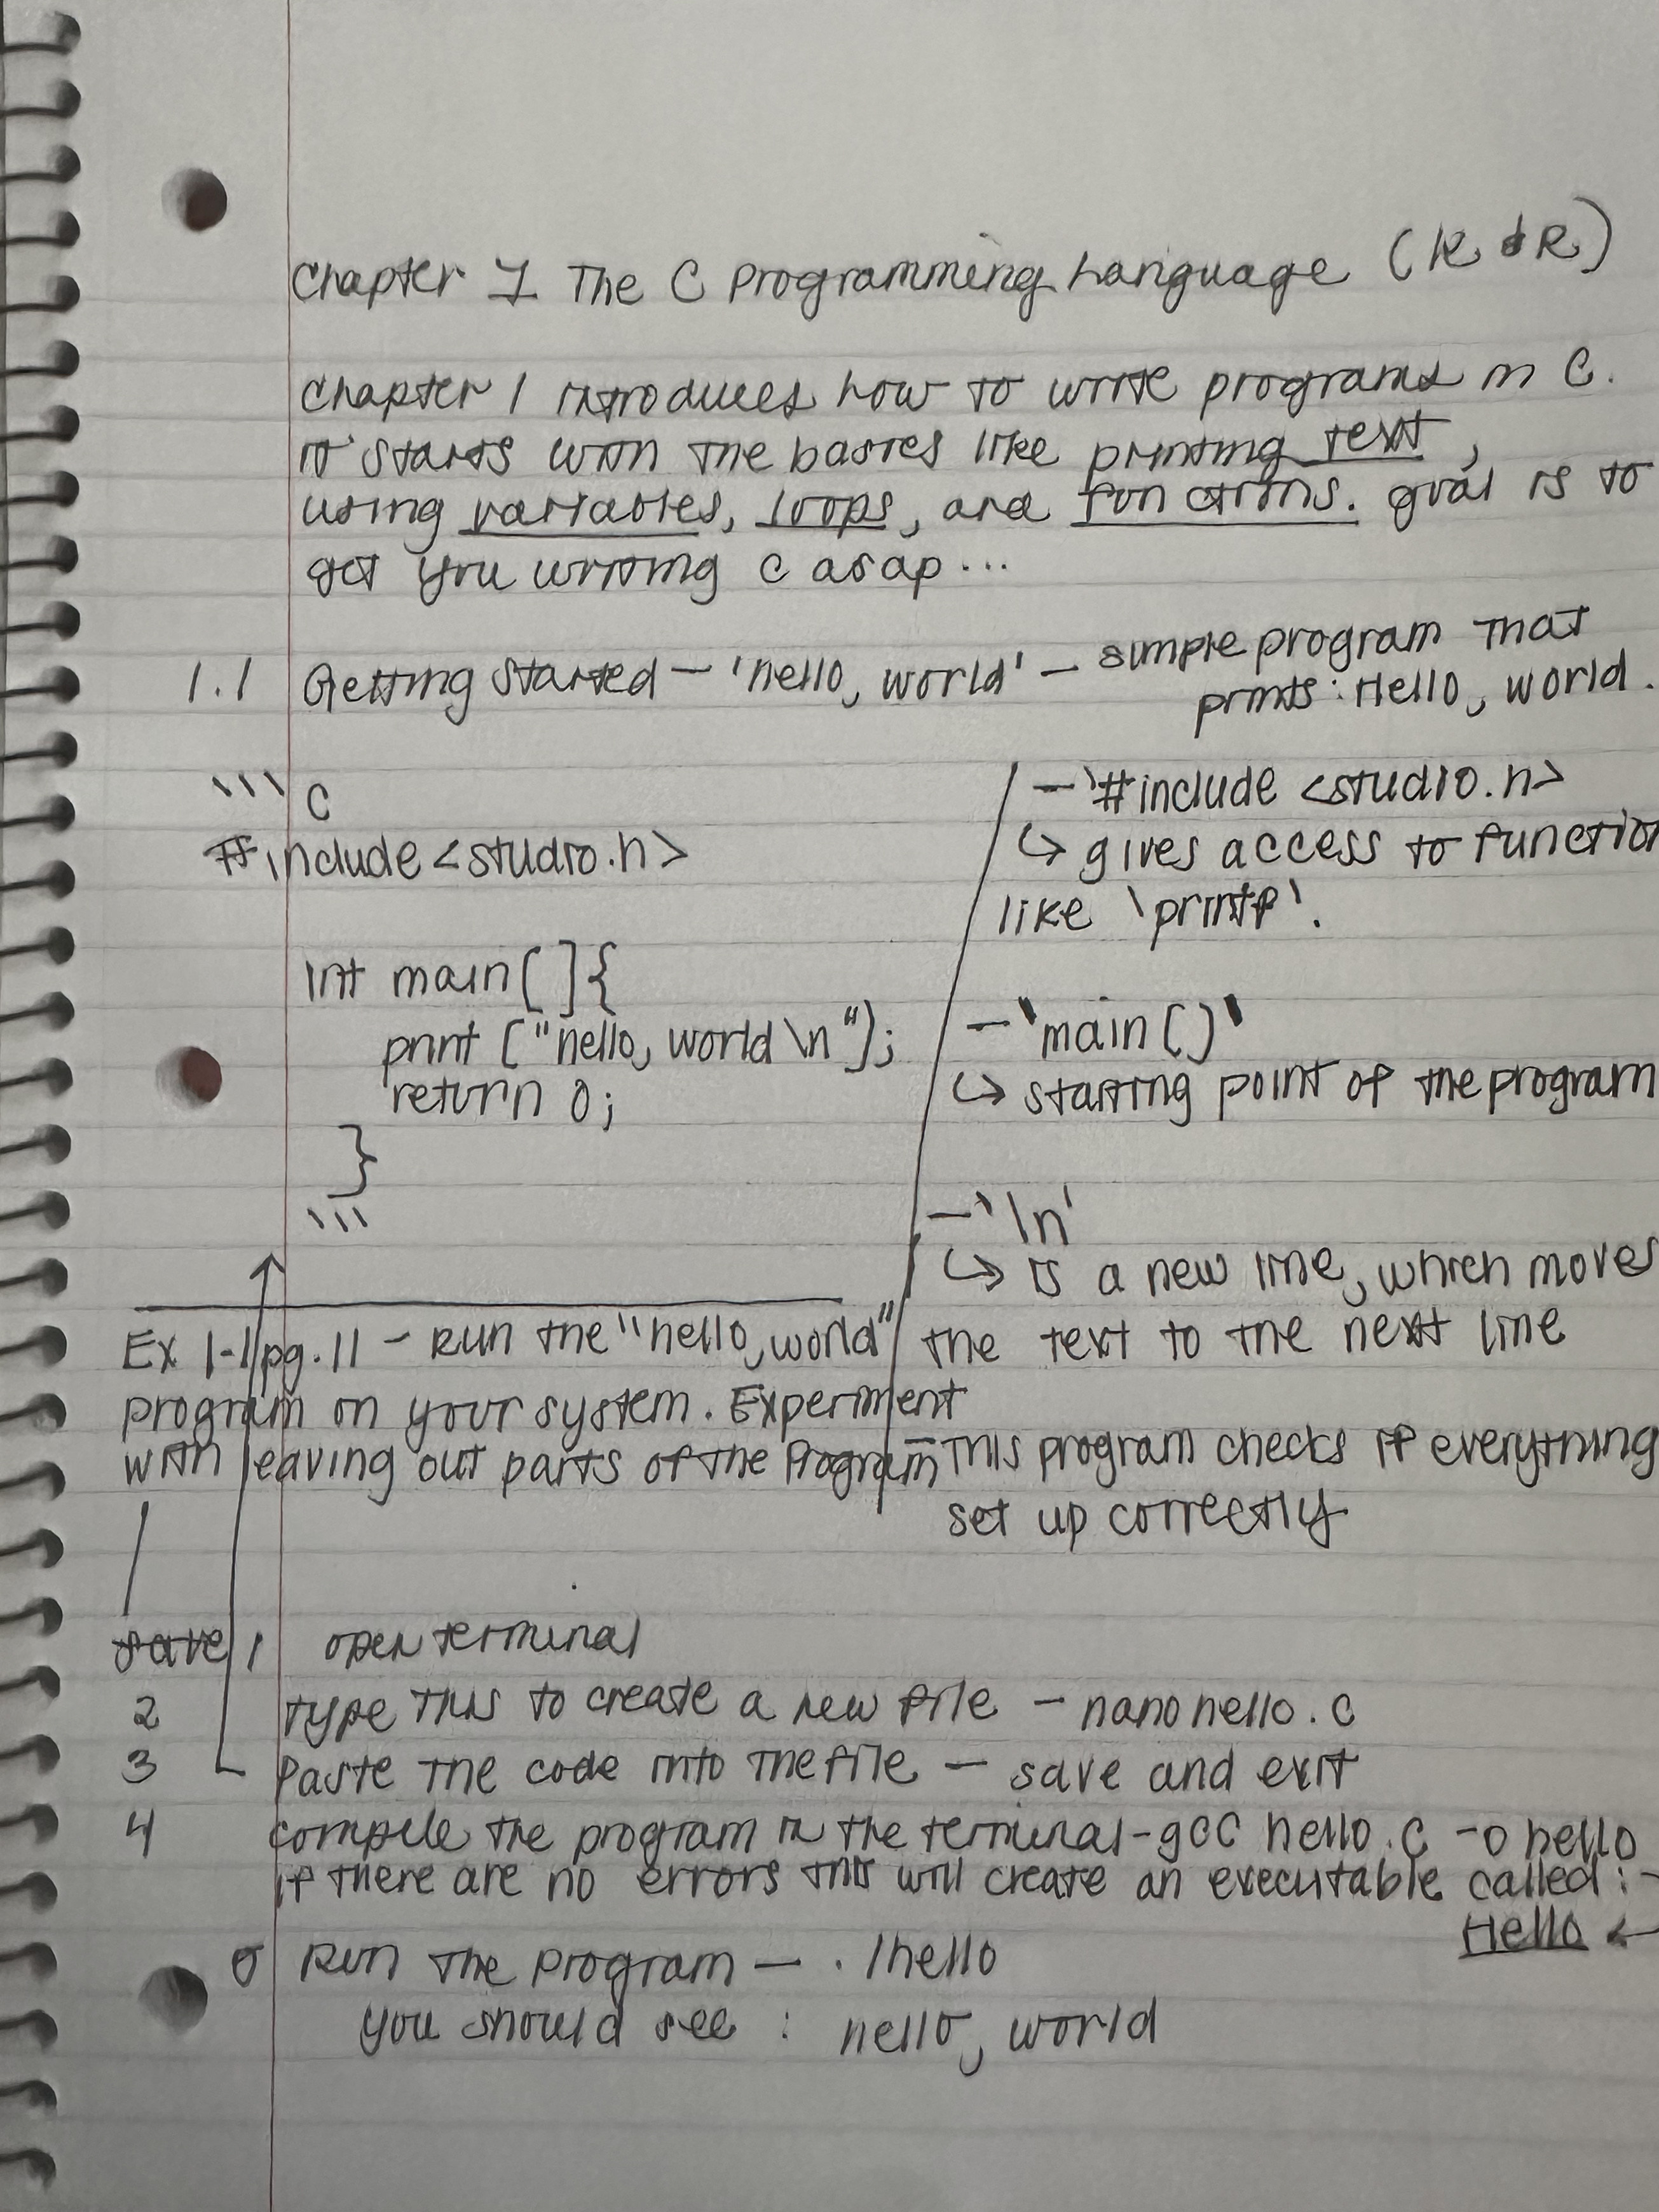 Chapter 1 The C Programming Language (K & R)
Chapter 1 introduces how to write programs in C.
it starts with the basics like printing text,
using variables, loops, and functions. goal is to
get you writing C asap...
1.1 Getting Started — 'hello, world' — simple program that
prints: Hello, world.
``` C
#include <studio.h>
int main[ ]{
print ["hello, world \n"];
return 0;
}
```
— `#include <studio.h>
↳ gives access to function
like `printf`.
— `main()`
↳ starting point of the program
— `\n`
↳ is a new line, which moves
the text to the next line
— This program checks if everything
set up correctly
Ex 1-1 pg. 11 — Run the "hello, world"
program on your system. Experiment
with leaving out parts of the Program
save 1 open terminal
2 type this to create a new file — nano hello.c
3 Paste the code into the file — save and exit
4 compile the program in the terminal - gcc hello.c -o hello
if there are no errors this will create an executable called:
Hello ←
Run the program — ./hello
you should see : hello, world